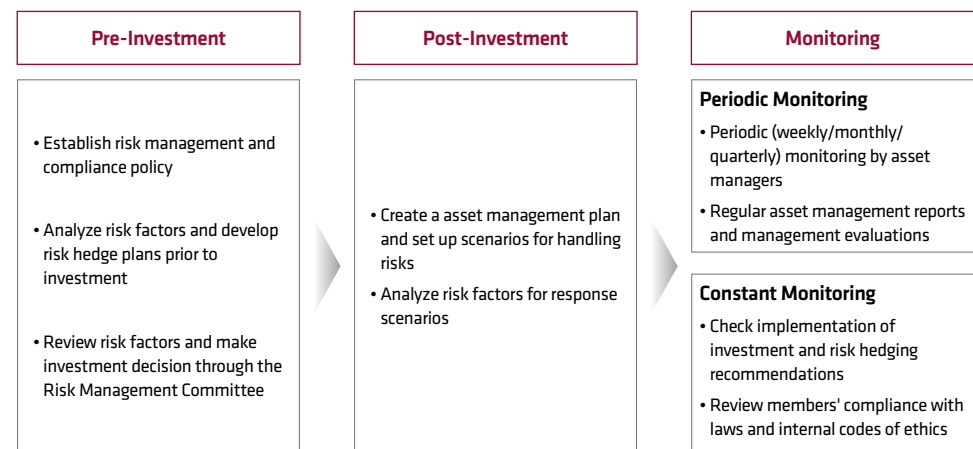 Pre-Investment
• Establish risk management and
compliance policy
• Analyze risk factors and develop
risk hedge plans prior to
investment
• Review risk factors and make
investment decision through the
Risk Management Committee
Post-Investment
• Create a asset management plan
and set up scenarios for handling
risks
• Analyze risk factors for response
scenarios
Monitoring
Periodic Monitoring
• Periodic (weekly/monthly/
quarterly) monitoring by asset
managers
• Regular asset management reports
and management evaluations
Constant Monitoring
• Check implementation of
investment and risk hedging
recommendations
• Review members' compliance with
laws and internal codes of ethics